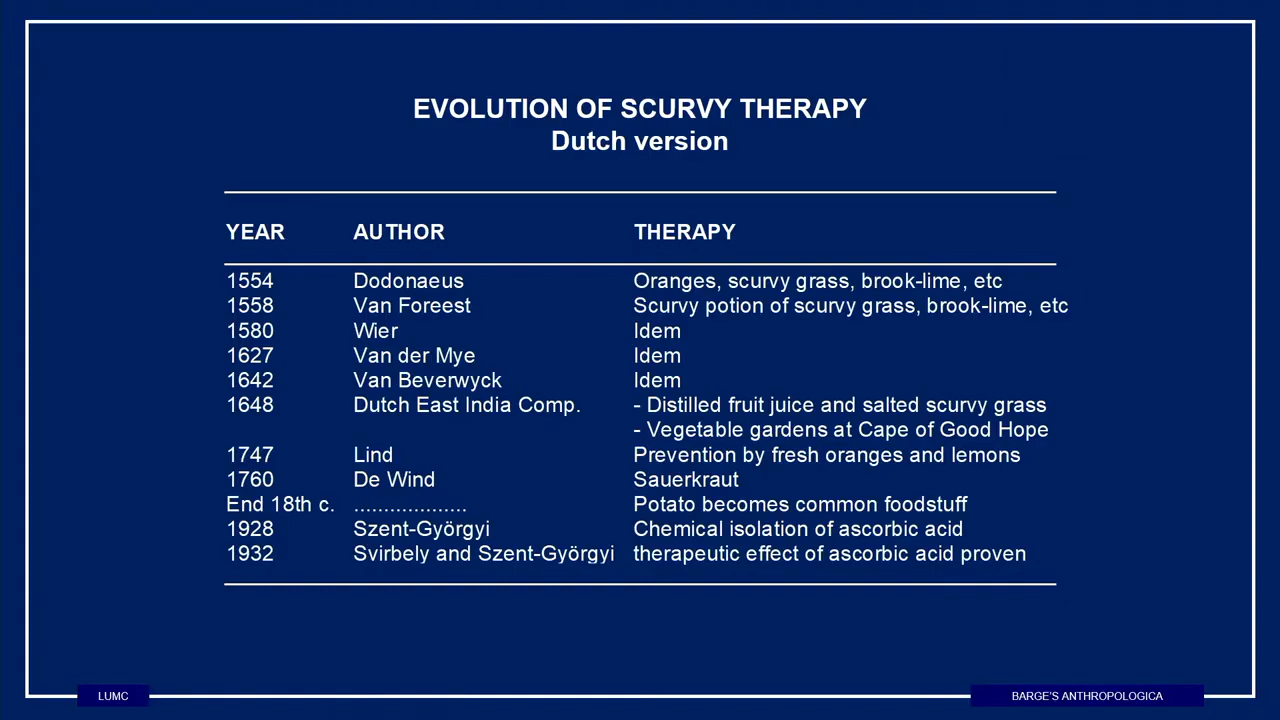 EVOLUTION OF SCURVY THERAPY
Dutch version
YEAR AUTHOR THERAPY
1554 Dodonaeus Oranges, scurvy grass, brook-lime, etc
1558 Van Foreest Scurvy potion of scurvy grass, brook-lime, etc
1580 Wier Idem
1627 Van der Mye Idem
1642 Van Beverwyck Idem
1648 Dutch East India Comp. - Distilled fruit juice and salted scurvy grass
- Vegetable gardens at Cape of Good Hope
1747 Lind Prevention by fresh oranges and lemons
1760 De Wind Sauerkraut
End 18th c. ................... Potato becomes common foodstuff
1928 Szent-Györgyi Chemical isolation of ascorbic acid
1932 Svirbely and Szent-Györgyi therapeutic effect of ascorbic acid proven
LUMC BARGE'S ANTHROPOLOGICA